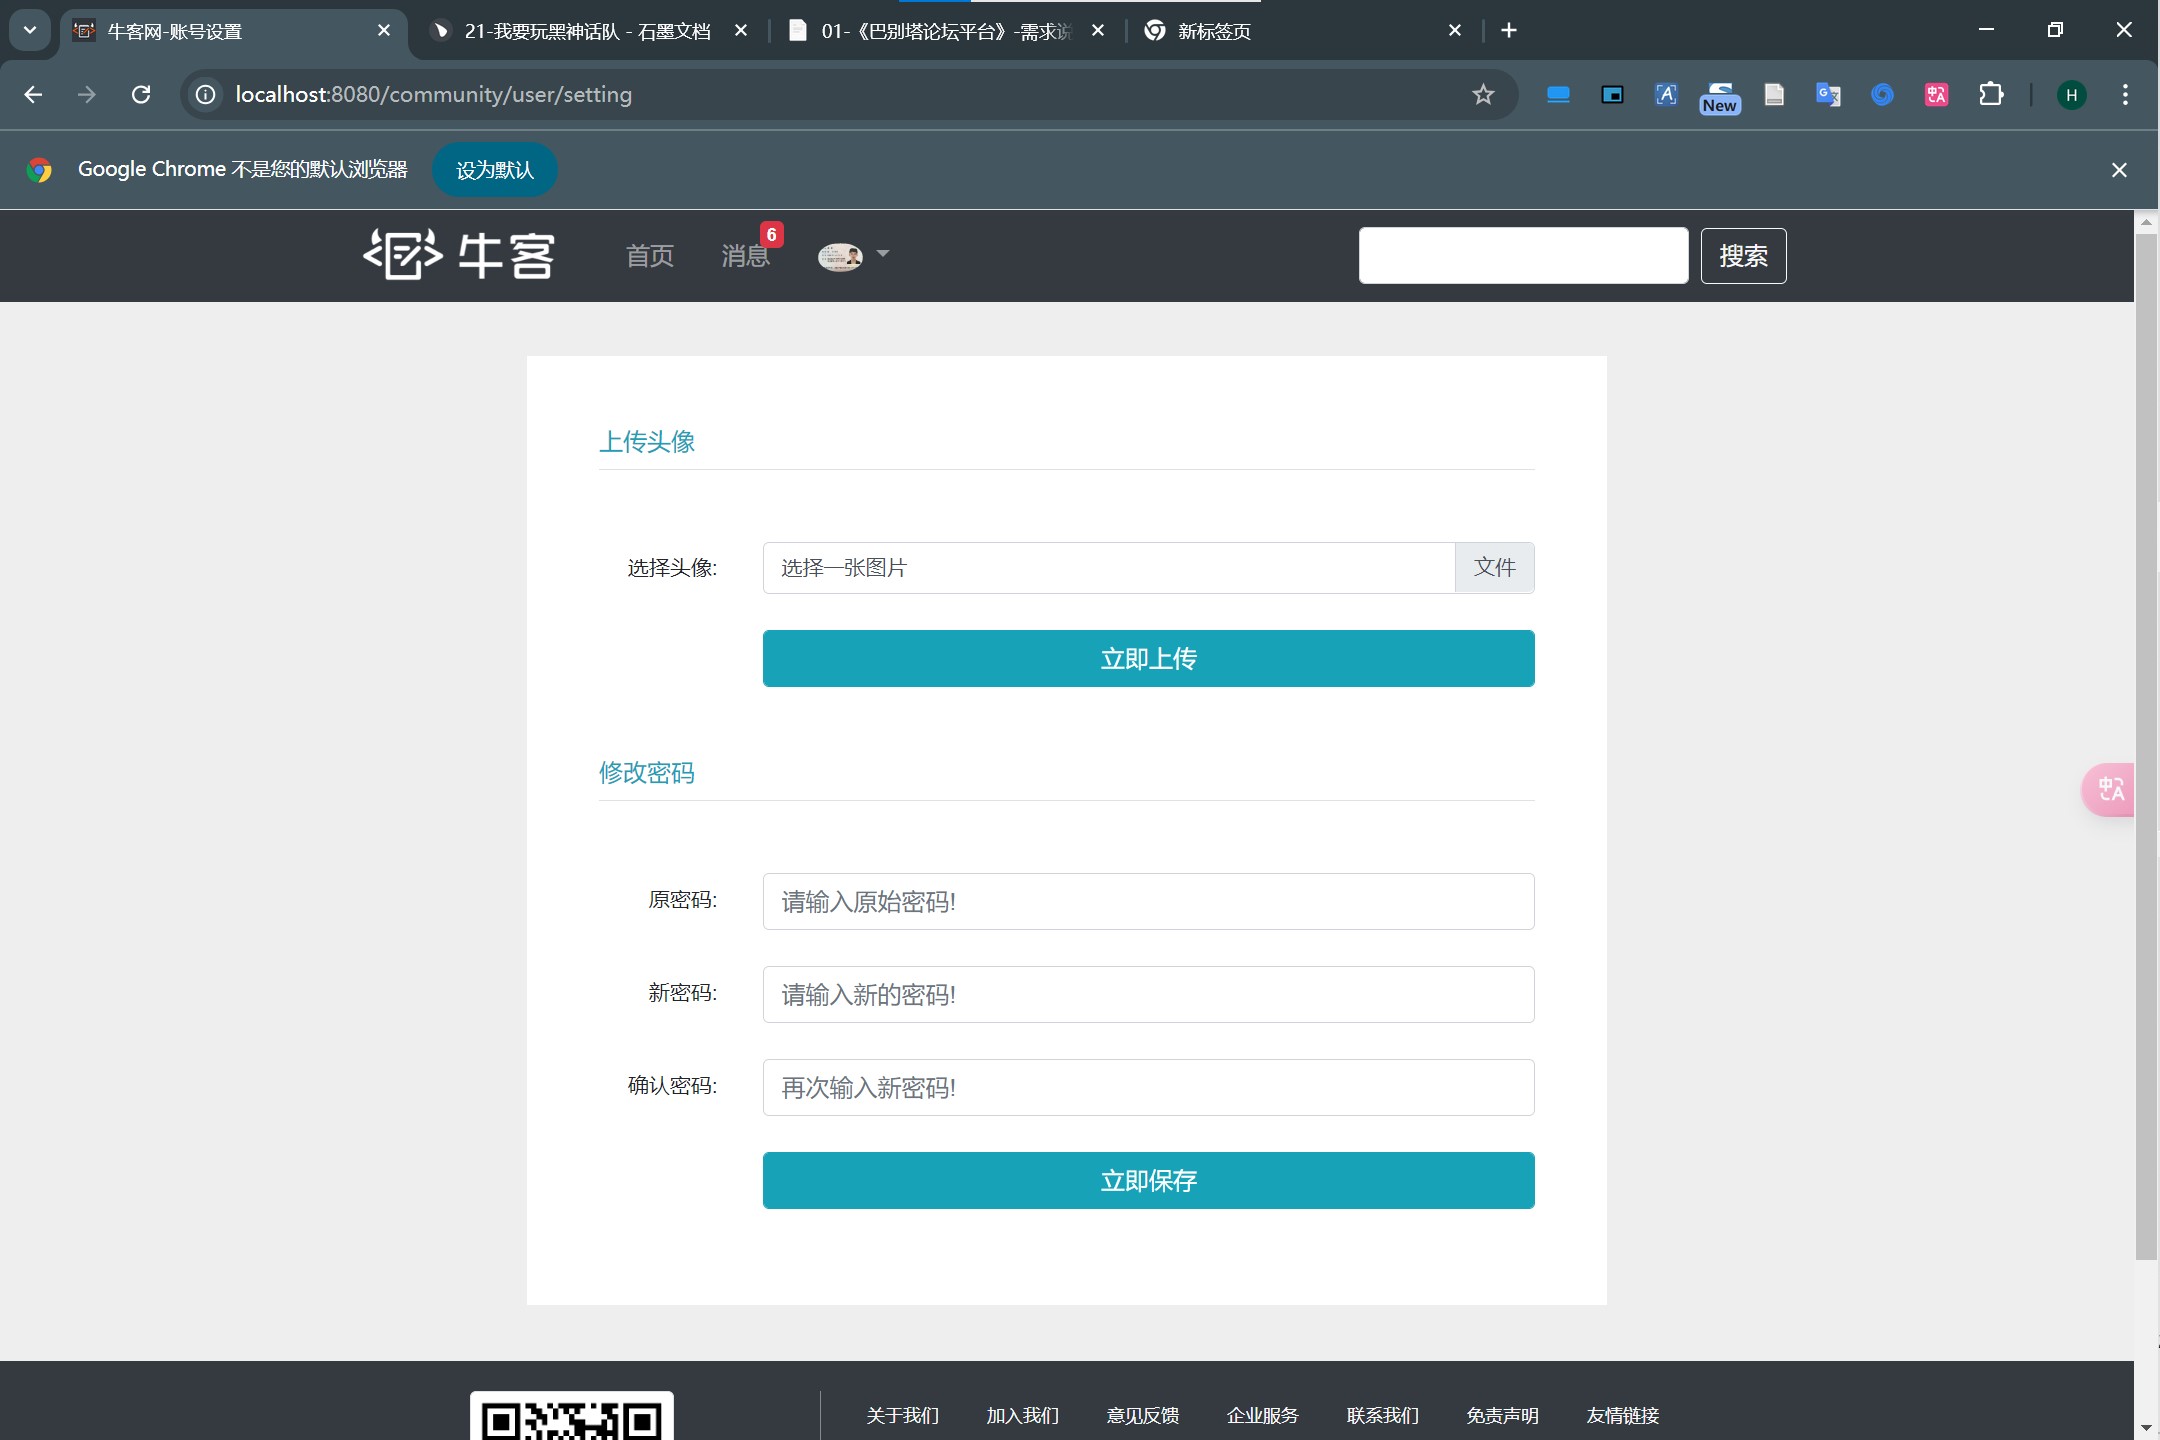 牛客网-账号设置
21-我要玩黑神话队 - 石墨文档
01-《巴别塔论坛平台》-需求说
新标签页
localhost:8080/community/user/setting
New
H
Google Chrome 不是您的默认浏览器
设为默认
牛客
首页
消息
6
搜索
上传头像
选择头像:
选择一张图片
文件
立即上传
修改密码
原密码:
请输入原始密码!
新密码:
请输入新的密码!
确认密码:
再次输入新密码!
立即保存
关于我们
加入我们
意见反馈
企业服务
联系我们
免责声明
友情链接